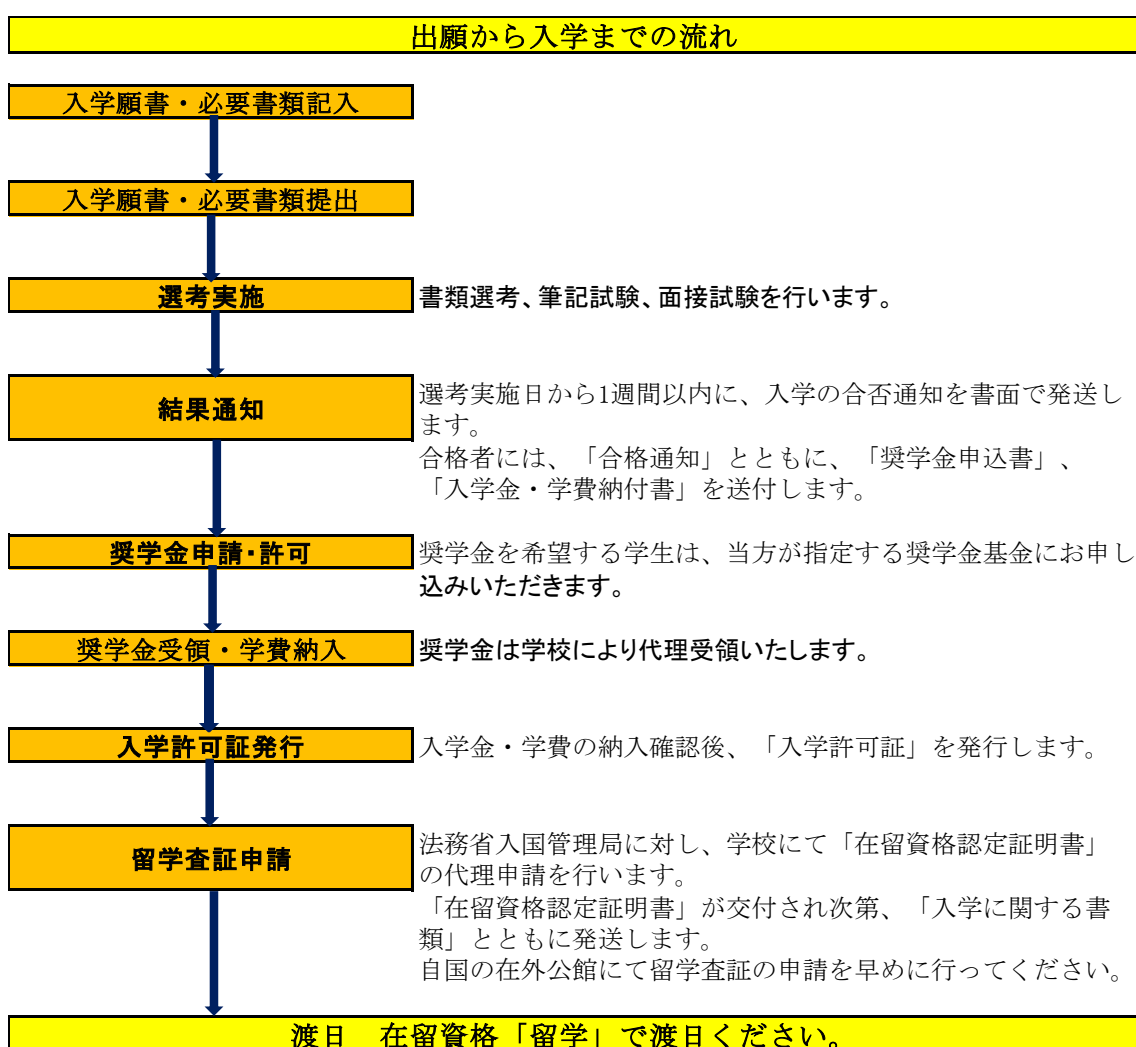 出願から入学までの流れ
入学願書・必要書類記入
入学願書・必要書類提出
選考実施
書類選考、筆記試験、面接試験を行います。
結果通知
選考実施日から1週間以内に、入学の合否通知を書面で発送し
ます。
合格者には、「合格通知」とともに、「奨学金申込書」、
「入学金・学費納付書」を送付します。
奨学金申請・許可
奨学金を希望する学生は、当方が指定する奨学金基金にお申し
込みいただきます。
奨学金受領・学費納入
奨学金は学校により代理受領いたします。
入学許可証発行
入学金・学費の納入確認後、「入学許可証」を発行します。
留学査証申請
法務省入国管理局に対し、学校にて「在留資格認定証明書」
の代理申請を行います。
「在留資格認定証明書」が交付され次第、「入学に関する書
類」とともに発送します。
自国の在外公館にて留学査証の申請を早めに行ってください。
渡日　在留資格「留学」で渡日ください。